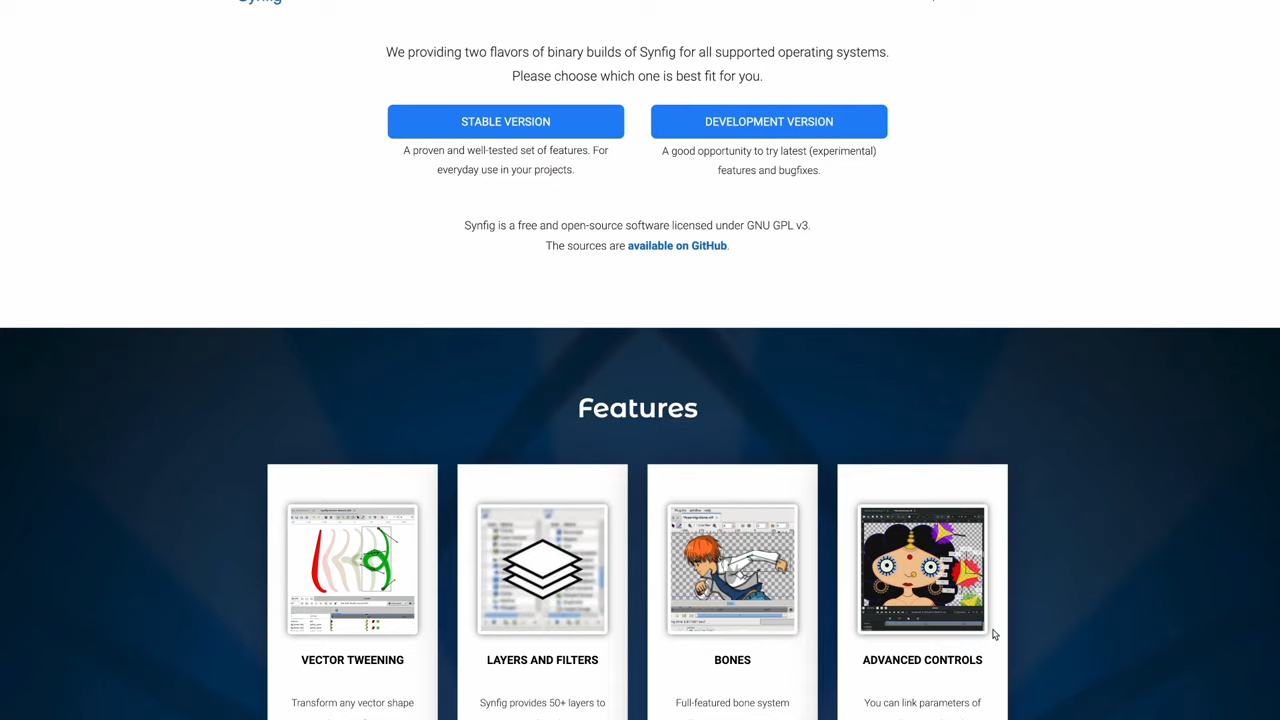 Synfig
We providing two flavors of binary builds of Synfig for all supported operating systems.
Please choose which one is best fit for you.
STABLE VERSION
DEVELOPMENT VERSION
A proven and well-tested set of features. For
everyday use in your projects.
A good opportunity to try latest (experimental)
features and bugfixes.
Synfig is a free and open-source software licensed under GNU GPL v3.
The sources are available on GitHub.
Features
VECTOR TWEENING
LAYERS AND FILTERS
BONES
ADVANCED CONTROLS
Transform any vector shape
Synfig provides 50+ layers to
Full-featured bone system
You can link parameters of